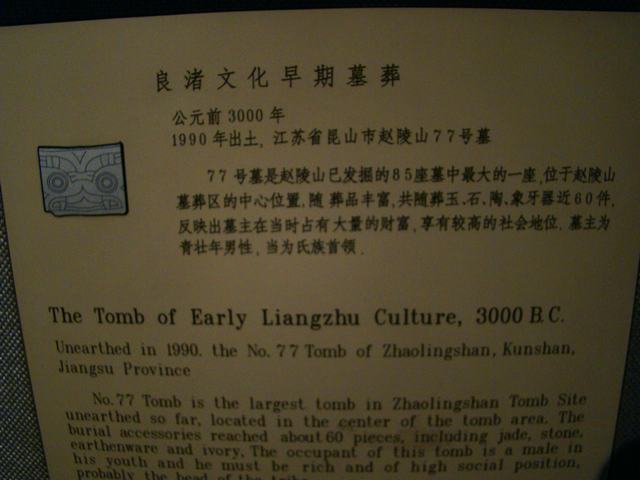 良渚文化早期墓葬
公元前3000年
1990年出土, 江苏省昆山市赵陵山77号墓
77号墓是赵陵山已发掘的85座墓中最大的一座,位于赵陵山
墓葬区的中心位置,随葬品丰富,共随葬玉、石、陶、象牙器近60件,
反映出墓主在当时占有大量的财富,享有较高的社会地位. 墓主为
青壮年男性, 当为氏族首领.
The Tomb of Early Liangzhu Culture, 3000 B.C.
Unearthed in 1990. the No.77 Tomb of Zhaolingshan, Kunshan,
Jiangsu Province
No.77 Tomb is the largest tomb in Zhaolingshan Tomb Site
unearthed so far, located in the center of the tomb area. The
burial accessories reached about 60 pieces, including jade, stone,
earthenware and ivory. The occupant of this tomb is a male in
his youth and he must be rich and of high social position,
probably the head of the